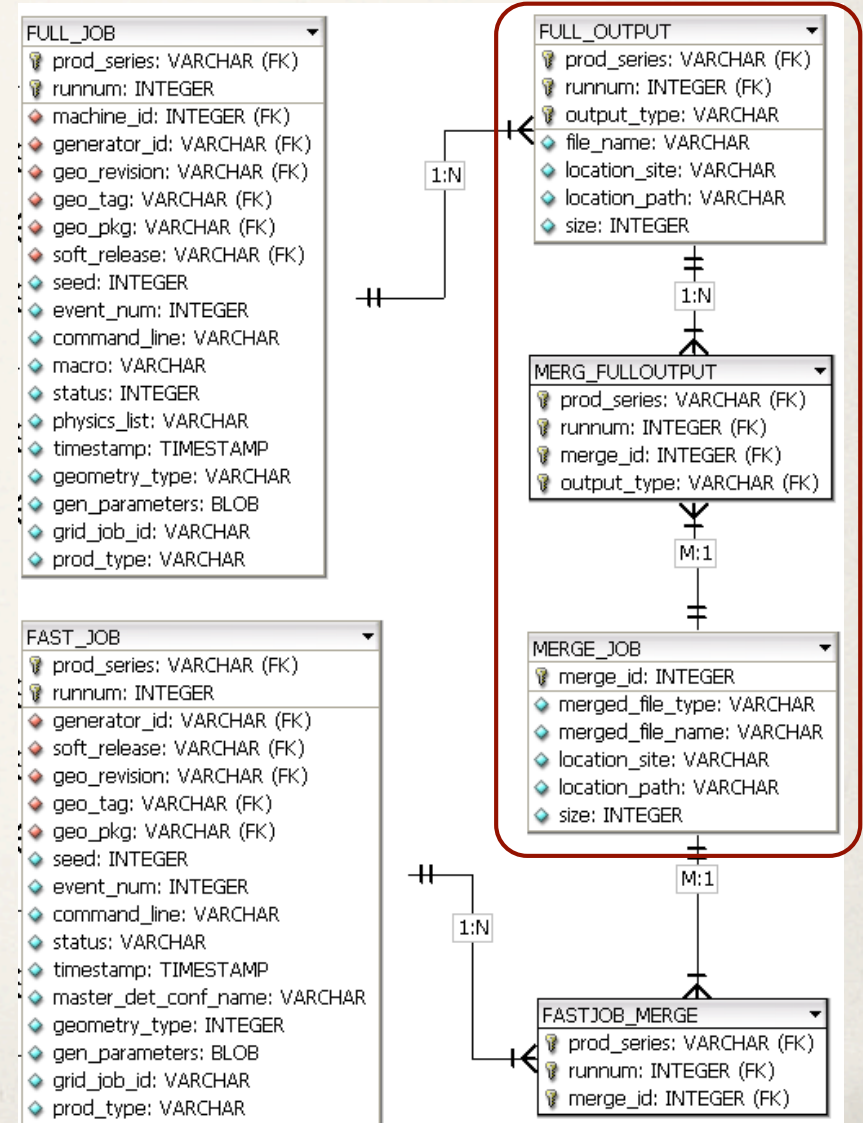 FULL_JOB
prod_series: VARCHAR (FK)
runnum: INTEGER
machine_id: INTEGER (FK)
generator_id: VARCHAR (FK)
geo_revision: VARCHAR (FK)
geo_tag: VARCHAR (FK)
geo_pkg: VARCHAR (FK)
soft_release: VARCHAR (FK)
seed: INTEGER
event_num: INTEGER
command_line: VARCHAR
macro: VARCHAR
status: INTEGER
physics_list: VARCHAR
timestamp: TIMESTAMP
geometry_type: VARCHAR
gen_parameters: BLOB
grid_job_id: VARCHAR
prod_type: VARCHAR
1:N
FULL_OUTPUT
prod_series: VARCHAR (FK)
runnum: INTEGER (FK)
output_type: VARCHAR
file_name: VARCHAR
location_site: VARCHAR
location_path: VARCHAR
size: INTEGER
1:N
MERG_FULLOUTPUT
prod_series: VARCHAR (FK)
runnum: INTEGER (FK)
merge_id: INTEGER (FK)
output_type: VARCHAR (FK)
M:1
MERGE_JOB
merge_id: INTEGER
merged_file_type: VARCHAR
merged_file_name: VARCHAR
location_site: VARCHAR
location_path: VARCHAR
size: INTEGER
M:1
FAST_JOB
prod_series: VARCHAR (FK)
runnum: INTEGER
generator_id: VARCHAR (FK)
soft_release: VARCHAR (FK)
geo_revision: VARCHAR (FK)
geo_tag: VARCHAR (FK)
geo_pkg: VARCHAR (FK)
seed: INTEGER
event_num: INTEGER
command_line: VARCHAR
status: VARCHAR
timestamp: TIMESTAMP
master_det_conf_name: VARCHAR
geometry_type: INTEGER
gen_parameters: BLOB
grid_job_id: VARCHAR
prod_type: VARCHAR
1:N
FASTJOB_MERGE
prod_series: VARCHAR (FK)
runnum: INTEGER (FK)
merge_id: INTEGER (FK)